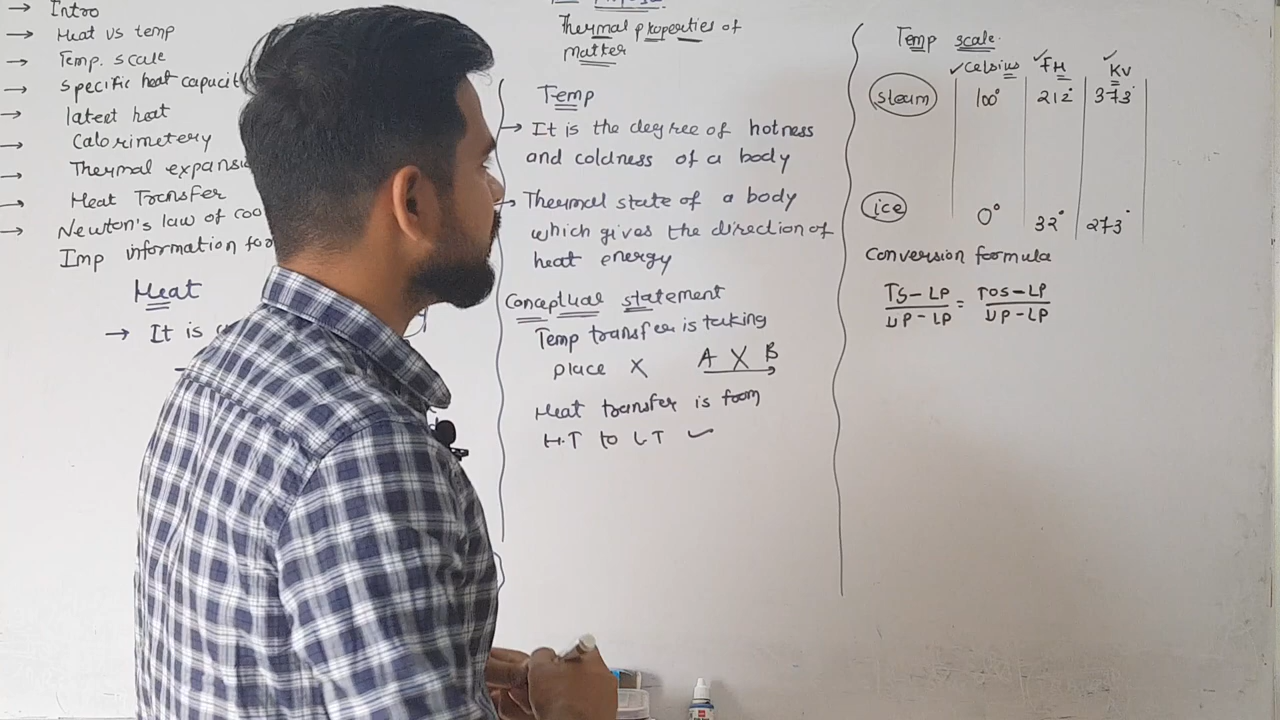 Intro
→ Heat vs temp
→ Temp. scale
→ Specific heat
→ latent heat
→ Calorimetery
→ Thermal
→ Heat Transfer
→ Newton's law of
Imp information
Heat
→ It is
Thermal properties of
matter
Temp
→ It is the degree of hotness
and coldness of a body
→ Thermal state of a body
which gives the direction of
heat energy
Conceptual statement
Temp transfer is taking
place X A X B
Heat transfer is from
H.T to LT ✓
Temp scale.
✓Celsius ✓FH ✓KV
Steam 100° 212° 373°
ice 0° 32° 273°
Conversion formula
TS-LP/UP-LP = TOS-LP/UP-LP